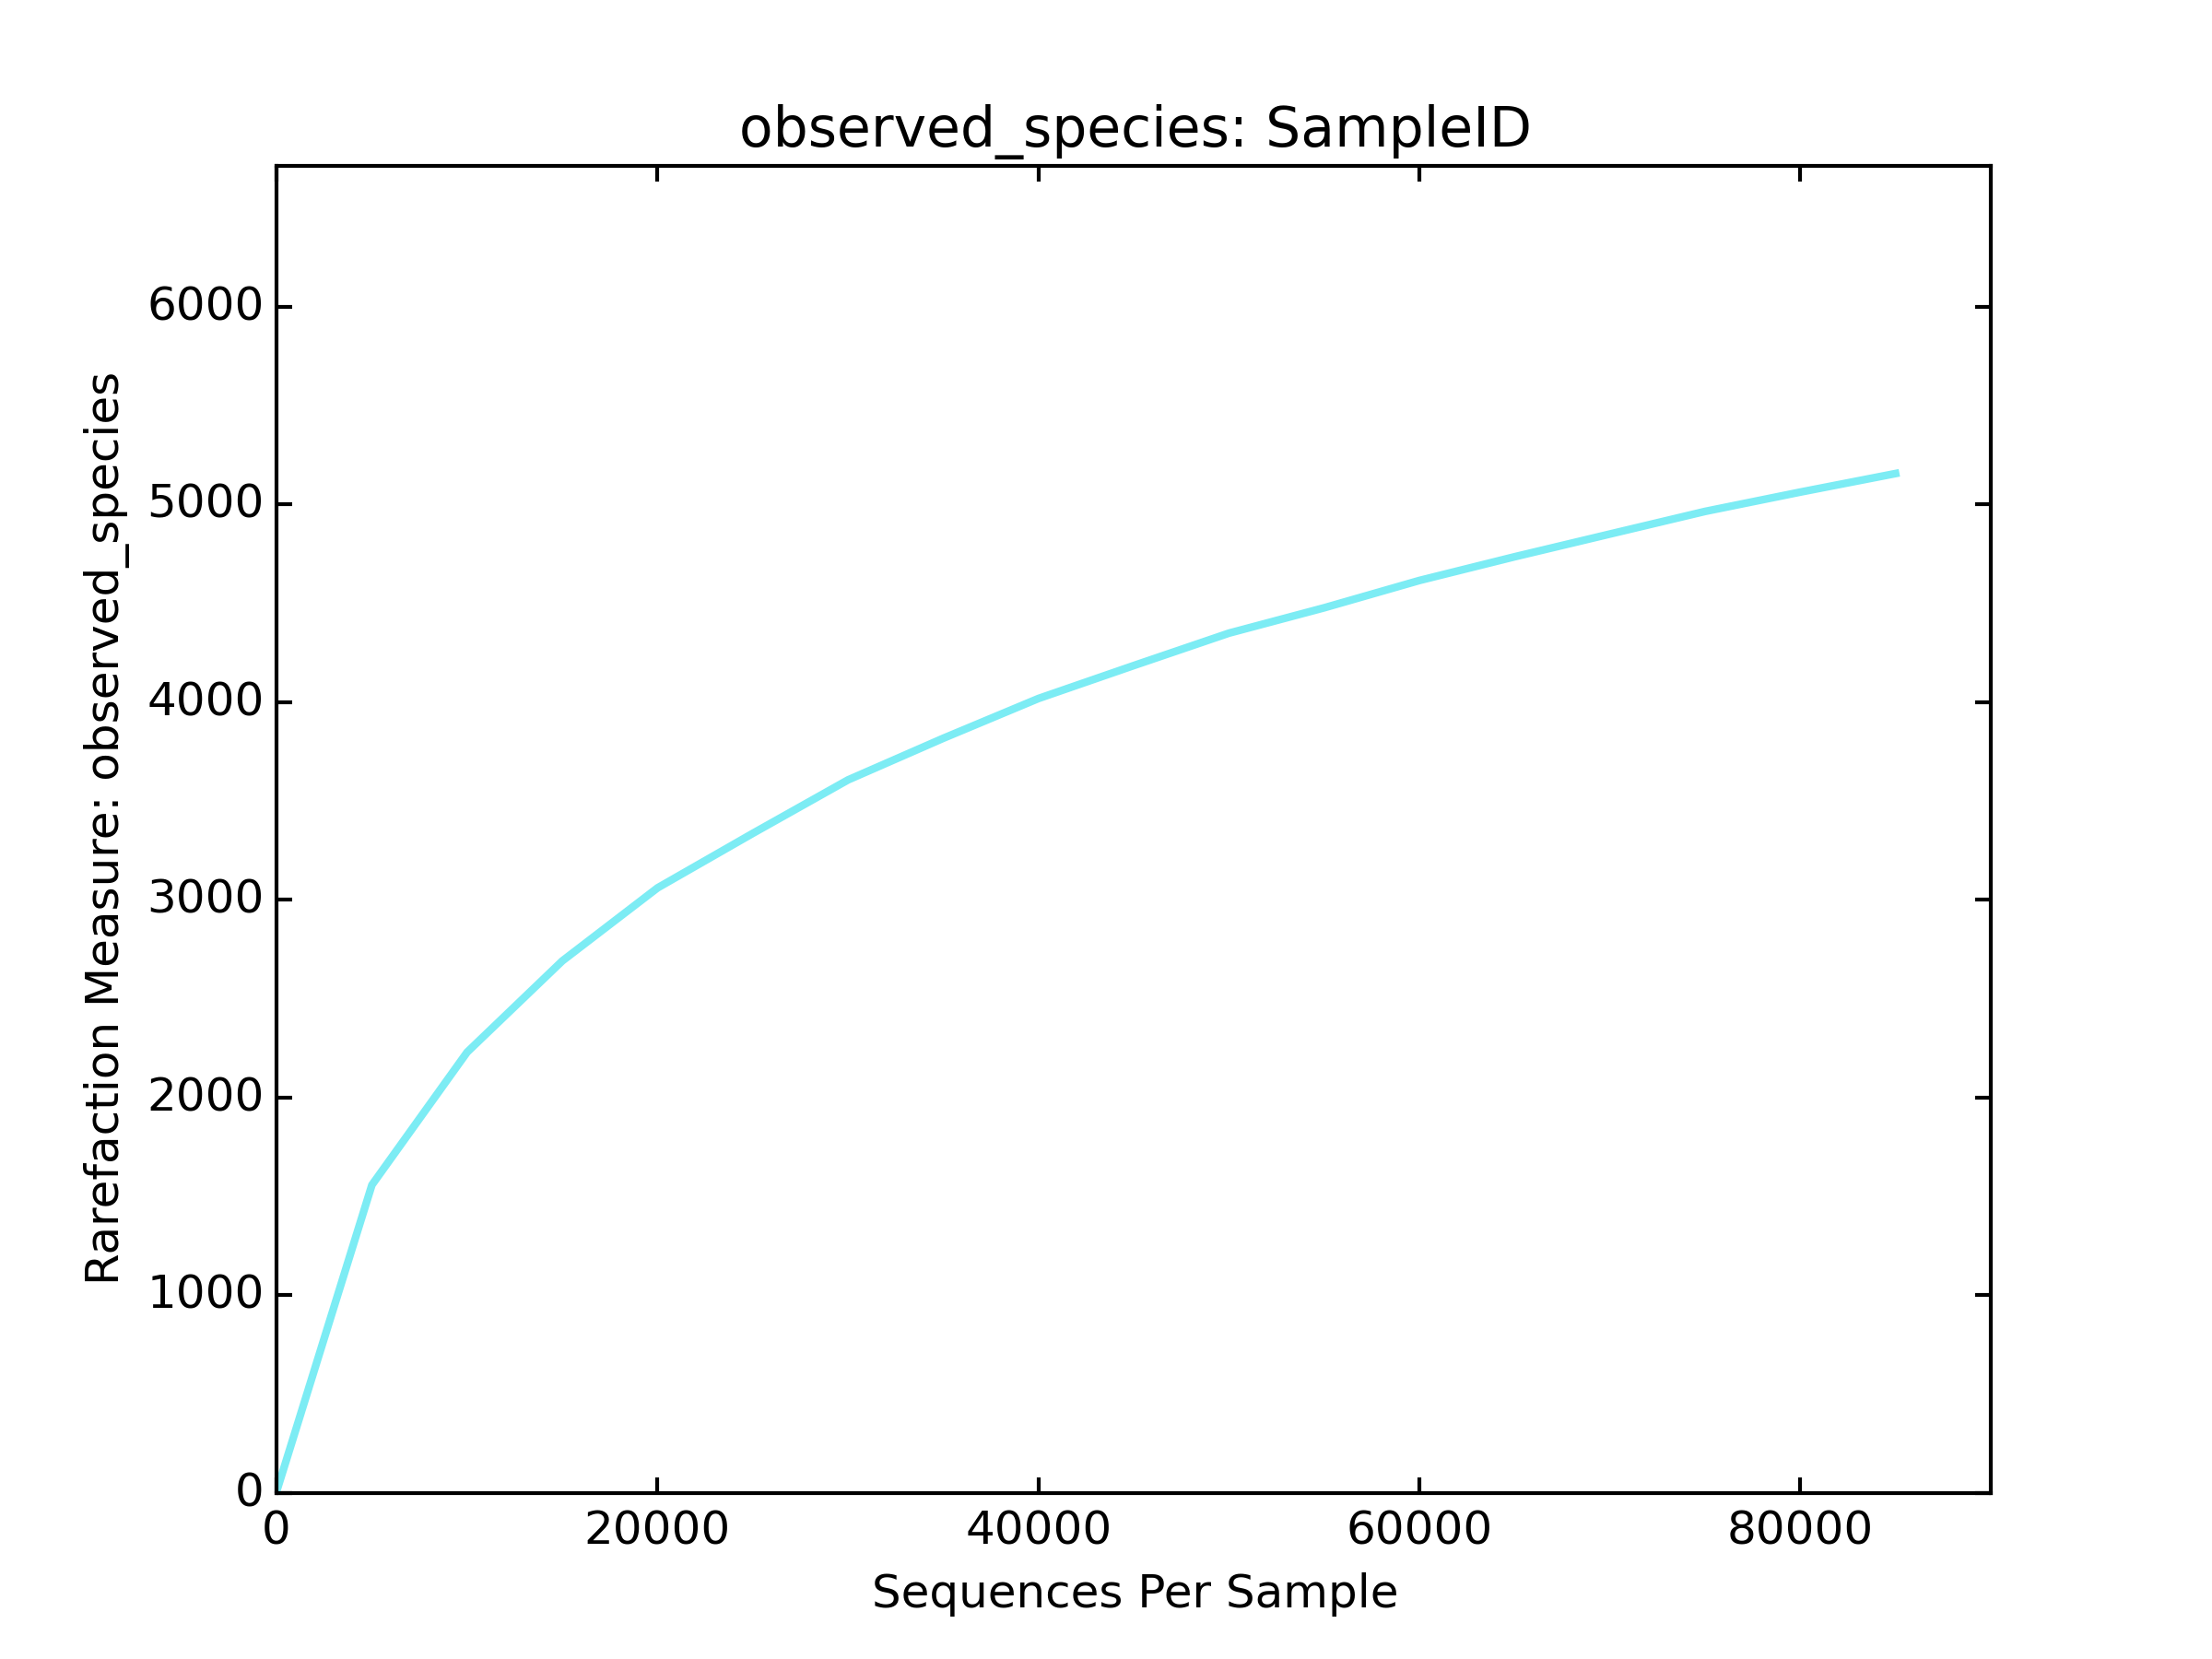 observed_species: SampleID
Rarefaction Measure: observed_species
6000
5000
4000
3000
2000
1000
0
0 20000 40000 60000 80000
Sequences Per Sample